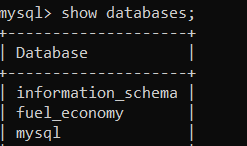 mysql> show databases;
+--------------------+
| Database           |
+--------------------+
| information_schema |
| fuel_economy       |
| mysql              |